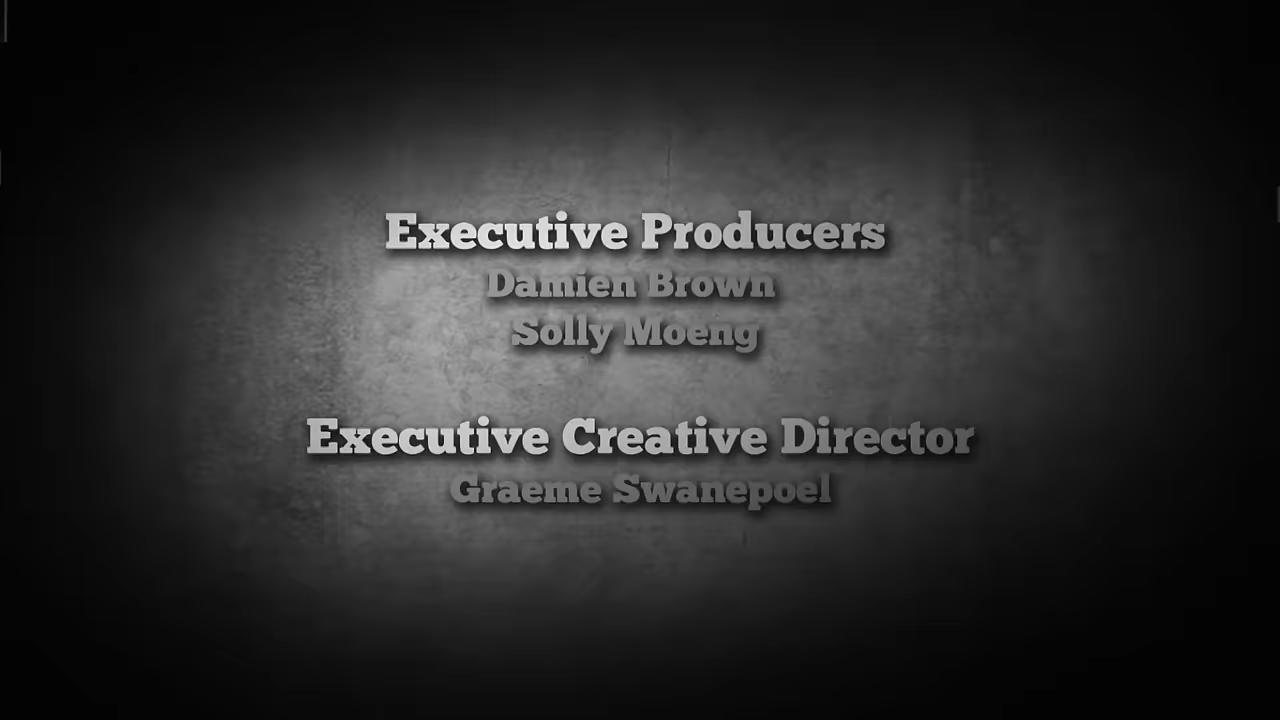 Executive Producers
Damien Brown
Solly Moeng
Executive Creative Director
Graeme Swanepoel